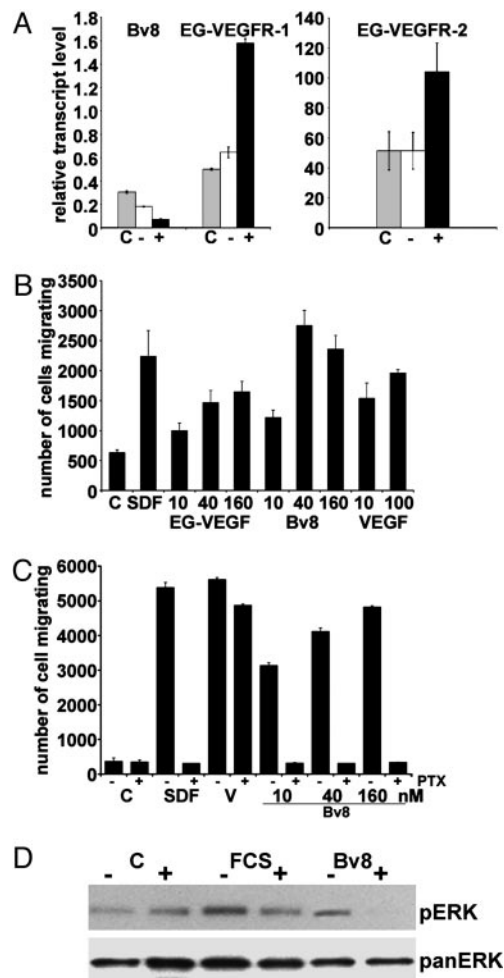 A
Bv8 EG-VEGFR-1 EG-VEGFR-2
relative transcript level
1.8
1.6
1.4
1.2
1.0
0.8
0.6
0.4
0.2
0
C - + C - +
140
120
100
80
60
40
20
0
C - +
B
number of cells migrating
3500
3000
2500
2000
1500
1000
500
0
C SDF 10 40 160 10 40 160 10 100
EG-VEGF Bv8 VEGF
C
number of cell migrating
6000
5000
4000
3000
2000
1000
0
- + - + - + - + - + - + PTX
C SDF V 10 40 160 nM
Bv8
D
C FCS Bv8
- + - + - +
pERK
panERK